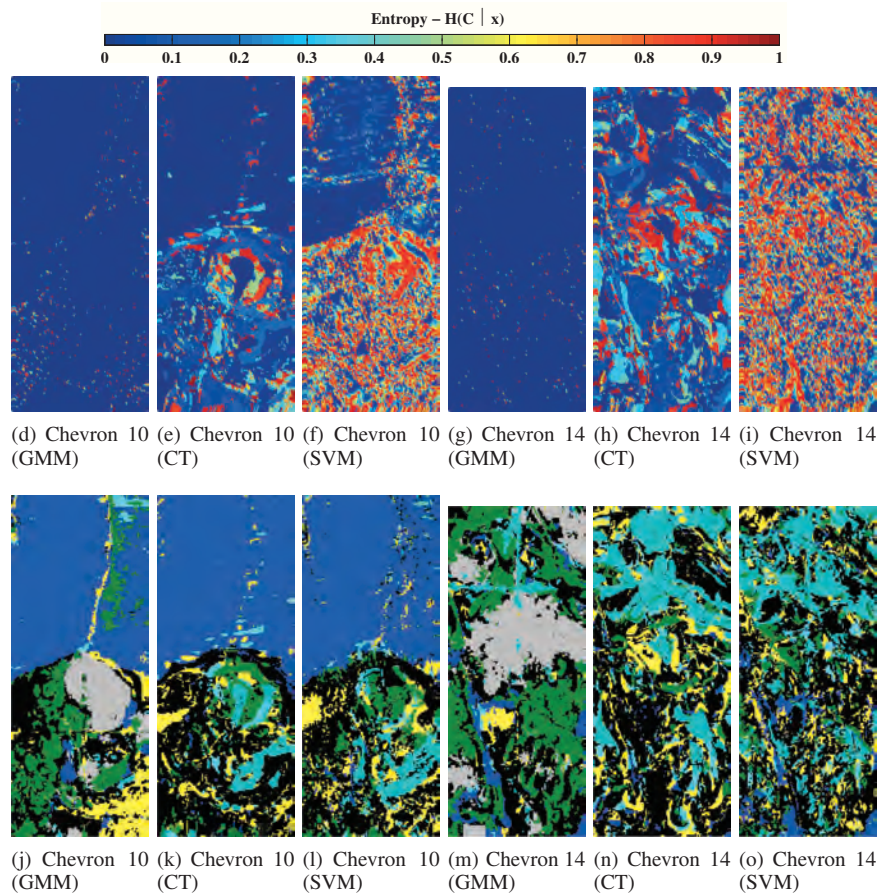 Entropy – H(C | x)
0 0.1 0.2 0.3 0.4 0.5 0.6 0.7 0.8 0.9 1
(d) Chevron 10 (e) Chevron 10 (f) Chevron 10 (g) Chevron 14 (h) Chevron 14 (i) Chevron 14
(GMM) (CT) (SVM) (GMM) (CT) (SVM)
(j) Chevron 10 (k) Chevron 10 (l) Chevron 10 (m) Chevron 14 (n) Chevron 14 (o) Chevron 14
(GMM) (CT) (SVM) (GMM) (CT) (SVM)